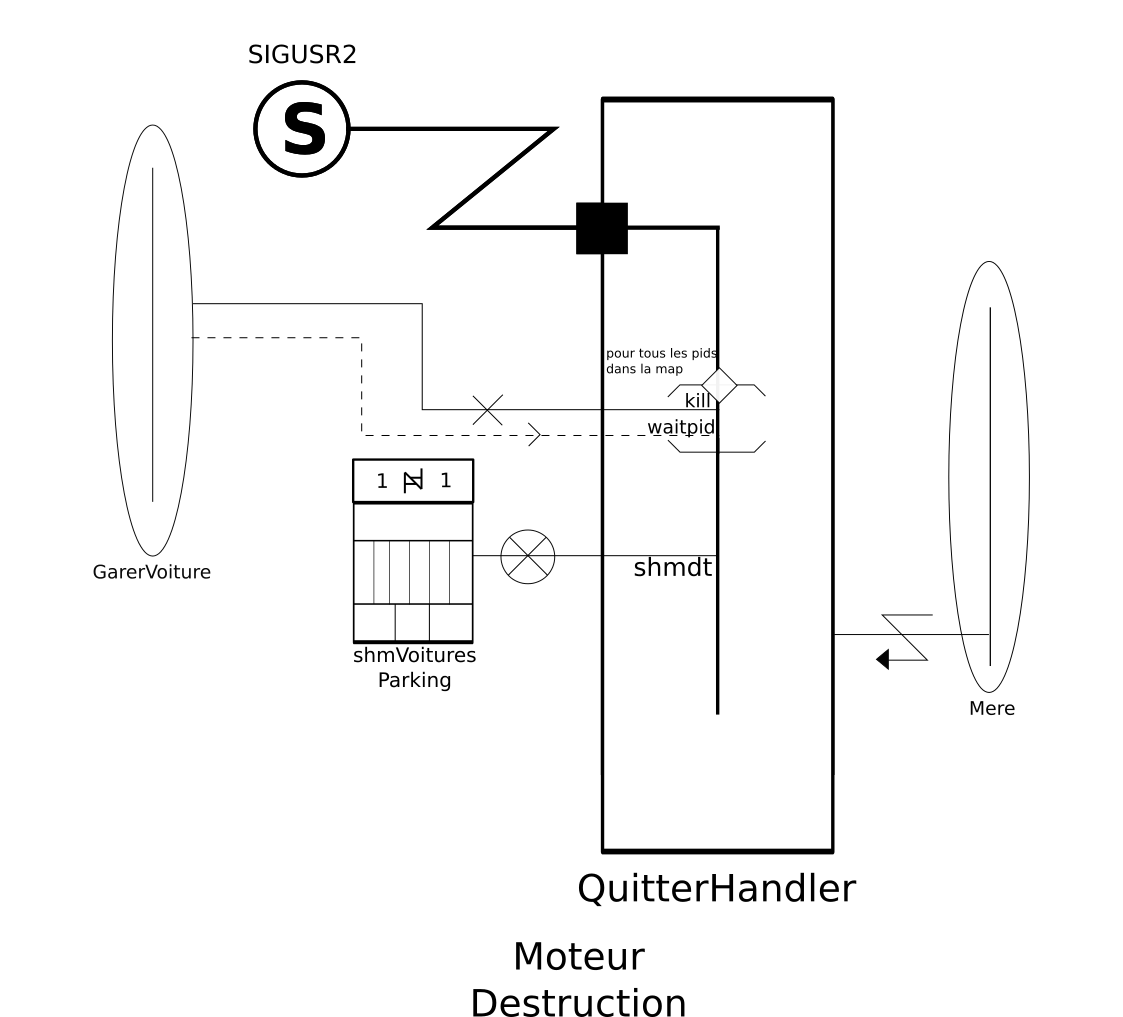 SIGUSR2
S
pour tous les pids
dans la map
kill
waitpid
1 1
shmdt
GarerVoiture
shmVoitures
Parking
Mere
QuitterHandler
Moteur
Destruction